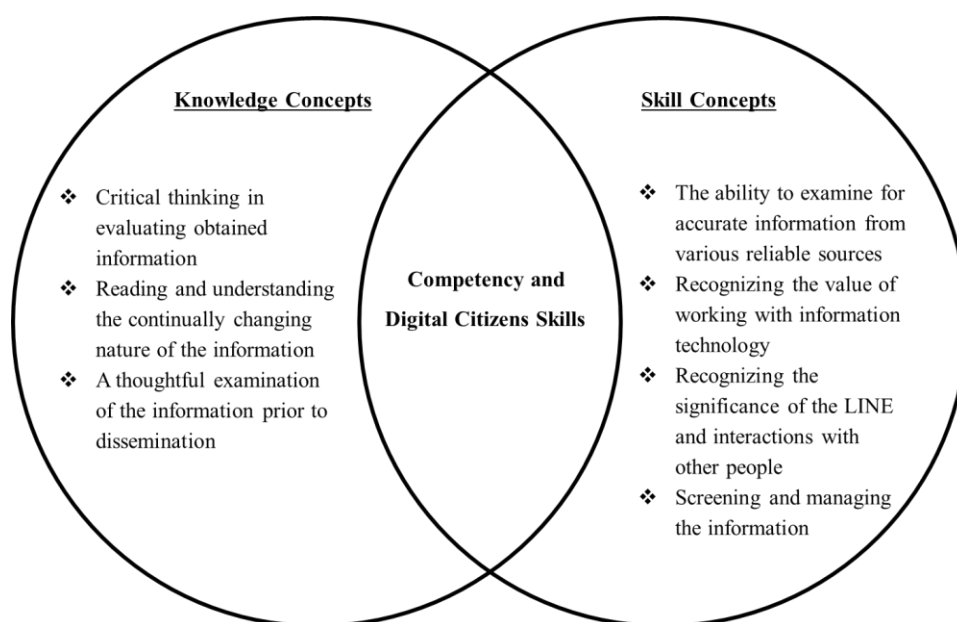 Knowledge Concepts
❖ Critical thinking in
evaluating obtained
information
❖ Reading and understanding
the continually changing
nature of the information
❖ A thoughtful examination
of the information prior to
dissemination
Competency and
Digital Citizens Skills
Skill Concepts
❖ The ability to examine for
accurate information from
various reliable sources
❖ Recognizing the value of
working with information
technology
❖ Recognizing the
significance of the LINE
and interactions with
other people
❖ Screening and managing
the information